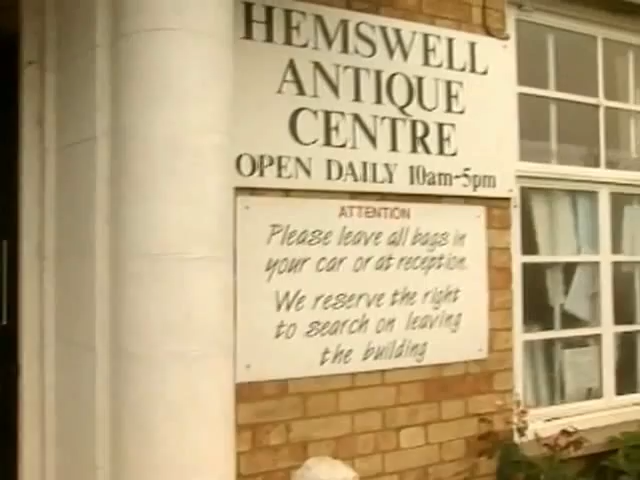 HEMSWELL
ANTIQUE
CENTRE
OPEN DAILY 10am-5pm
ATTENTION
Please leave all bags in
your car or at reception.
We reserve the right
to search on leaving
the building